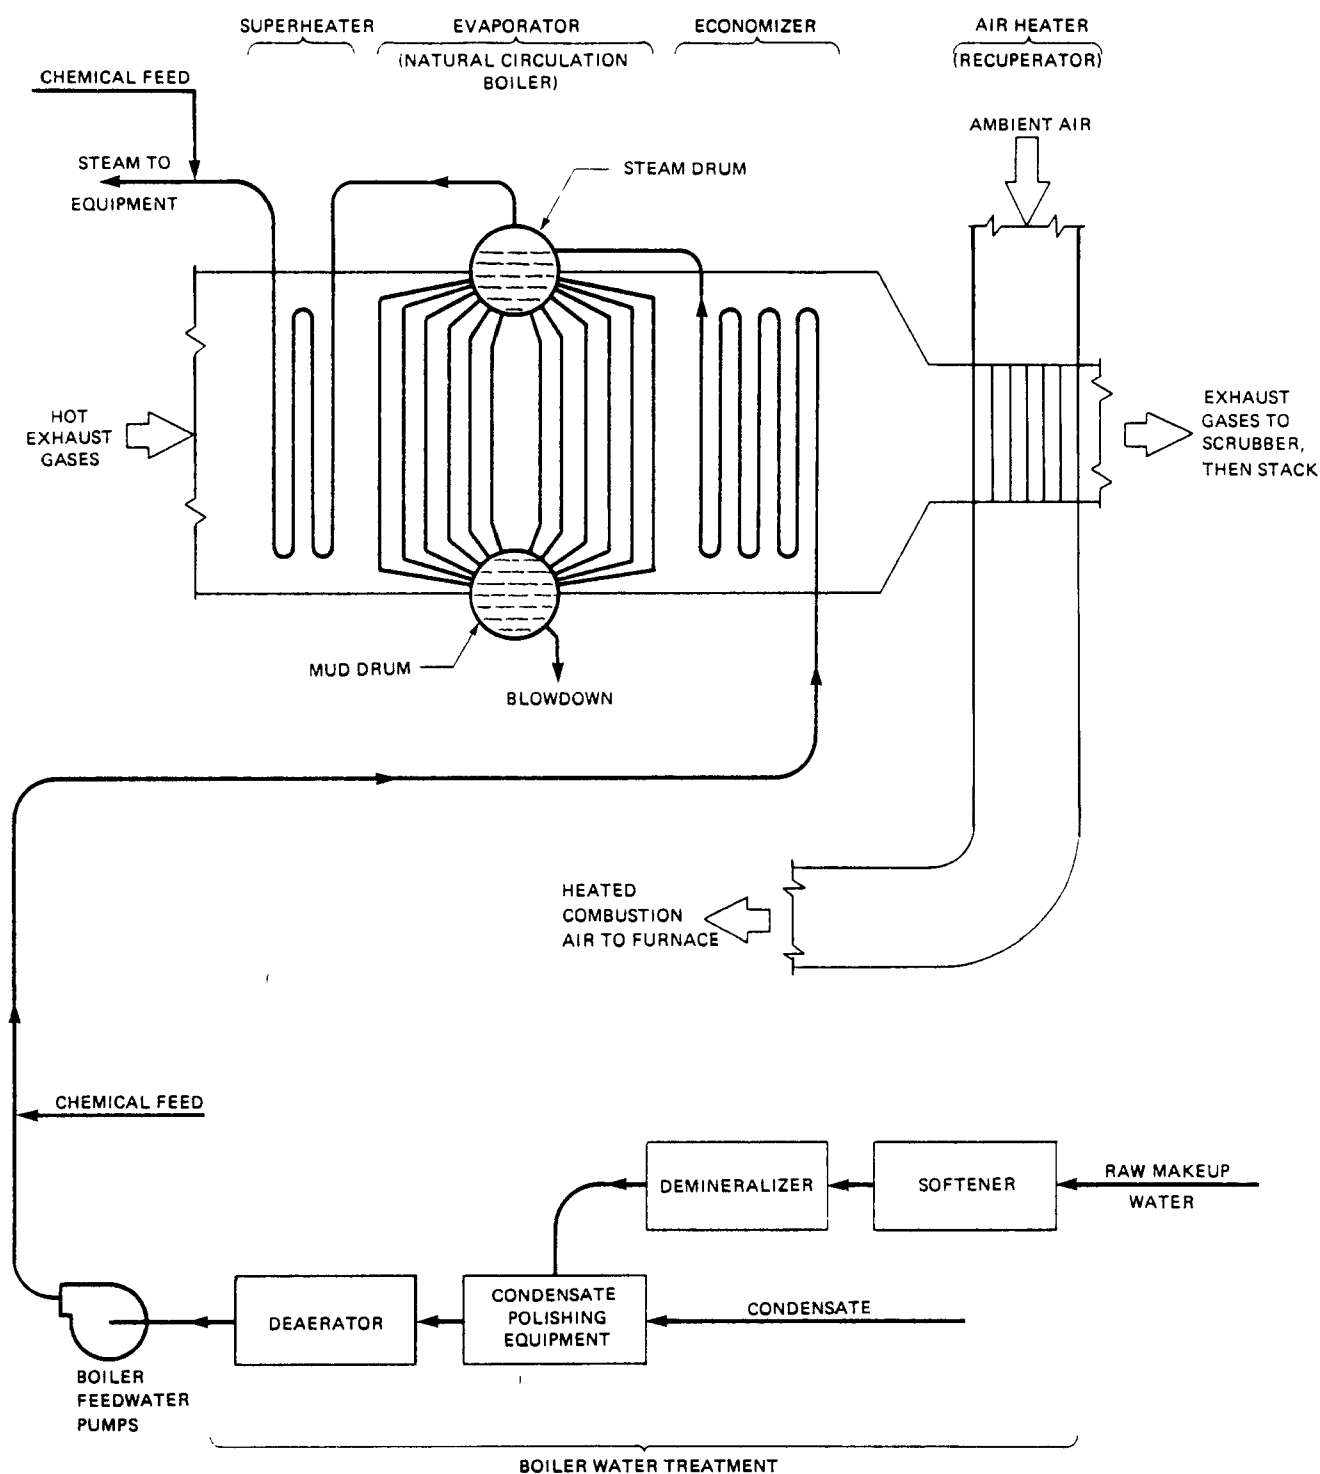 SUPERHEATER
EVAPORATOR
(NATURAL CIRCULATION
BOILER)
ECONOMIZER
AIR HEATER
(RECUPERATOR)
CHEMICAL FEED
AMBIENT AIR
STEAM TO
EQUIPMENT
STEAM DRUM
HOT
EXHAUST
GASES
EXHAUST
GASES TO
SCRUBBER,
THEN STACK
MUD DRUM
BLOWDOWN
HEATED
COMBUSTION
AIR TO FURNACE
CHEMICAL FEED
DEMINERALIZER
SOFTENER
RAW MAKEUP
WATER
DEAERATOR
CONDENSATE
POLISHING
EQUIPMENT
CONDENSATE
BOILER
FEEDWATER
PUMPS
BOILER WATER TREATMENT